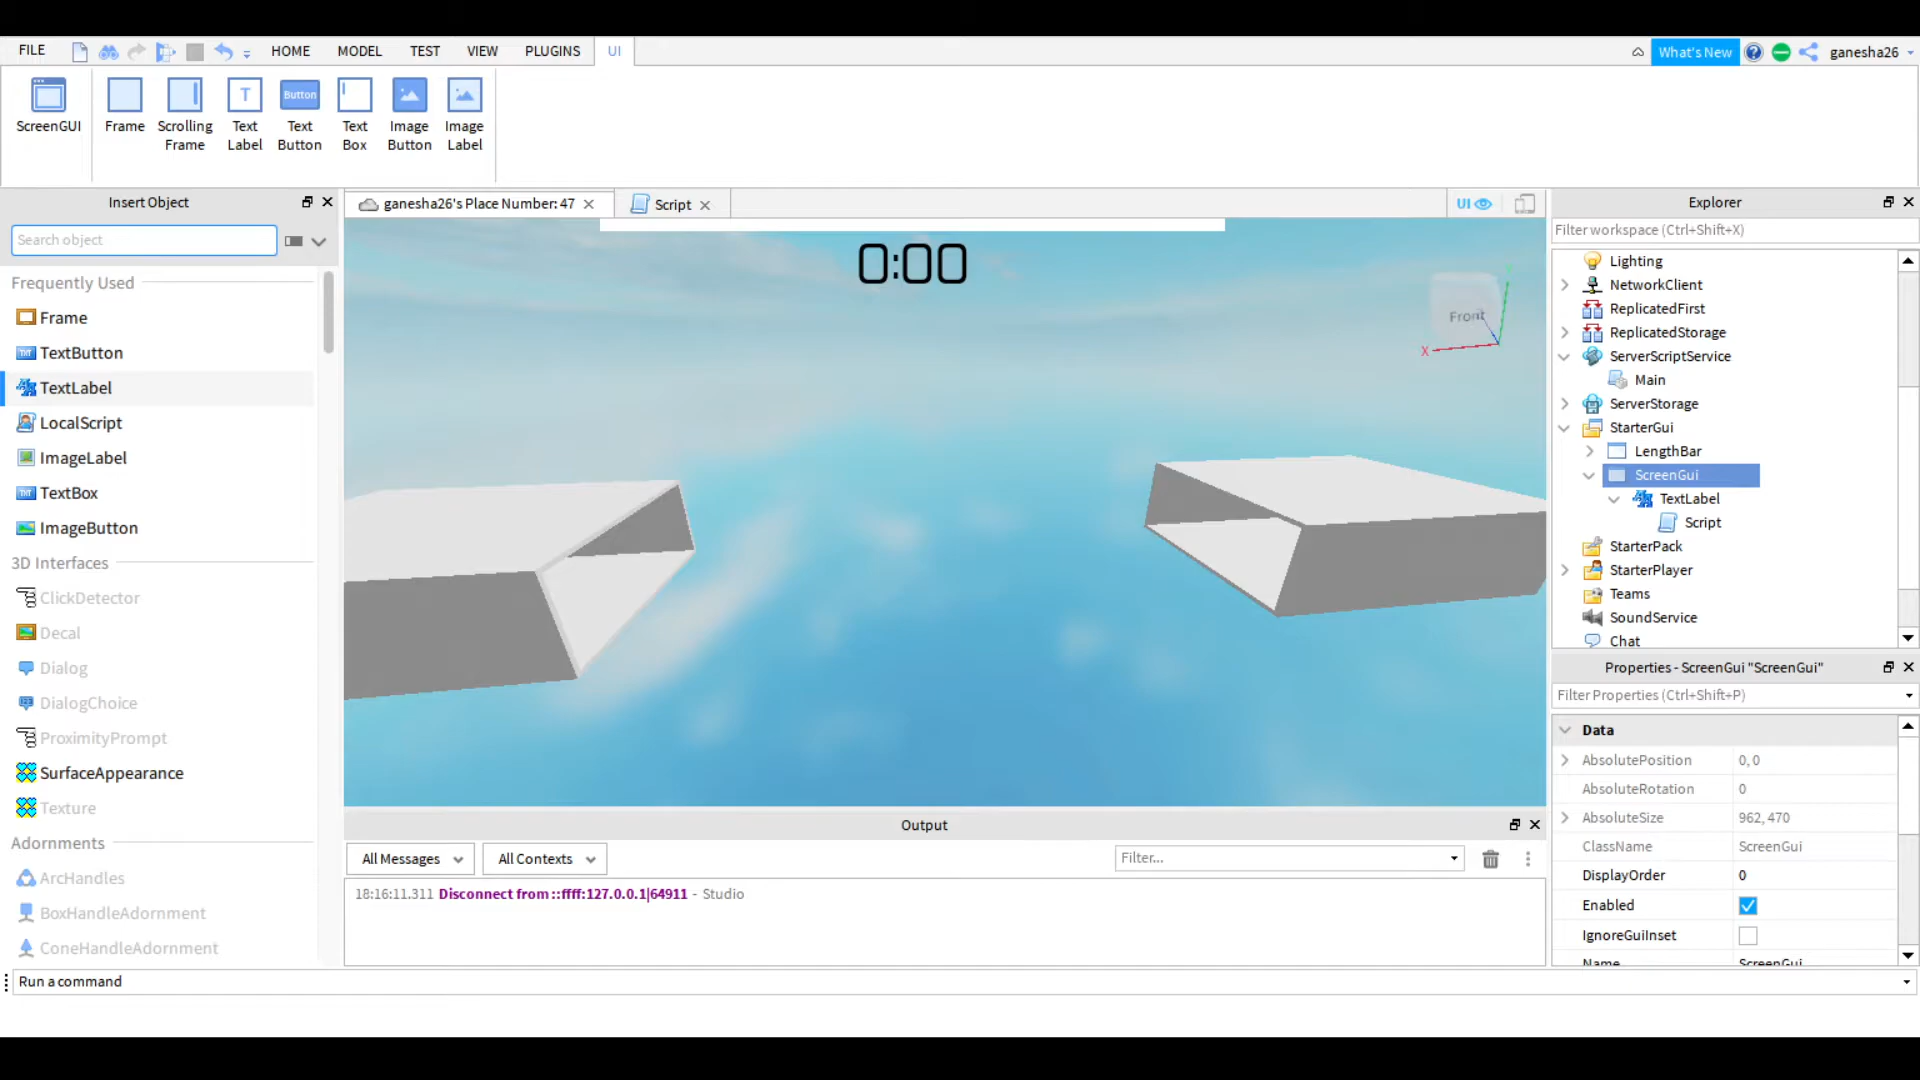 FILE
HOME
MODEL
TEST
VIEW
PLUGINS
UI
What's New
ganesha26
ScreenGUI
Frame
Scrolling Frame
T
Text Label
Button
Text Button
Text Box
Image Button
Image Label
Insert Object
Search object
Frequently Used
Frame
TextButton
TextLabel
LocalScript
ImageLabel
TextBox
ImageButton
3D Interfaces
ClickDetector
Decal
Dialog
DialogChoice
ProximityPrompt
SurfaceAppearance
Texture
Adornments
ArcHandles
BoxHandleAdornment
ConeHandleAdornment
ganesha26's Place Number: 47
Script
UI
0:00
Front
X
Output
All Messages
All Contexts
Filter...
18:16:11.311 Disconnect from ::ffff:127.0.0.1|64911 - Studio
Explorer
Filter workspace (Ctrl+Shift+X)
Lighting
NetworkClient
ReplicatedFirst
ReplicatedStorage
ServerScriptService
Main
ServerStorage
StarterGui
LengthBar
ScreenGui
TextLabel
Script
StarterPack
StarterPlayer
Teams
SoundService
Chat
Properties - ScreenGui "ScreenGui"
Filter Properties (Ctrl+Shift+P)
Data
AbsolutePosition 0, 0
AbsoluteRotation 0
AbsoluteSize 962, 470
ClassName ScreenGui
DisplayOrder 0
Enabled
IgnoreGuiInset
Name ScreenGui
Run a command